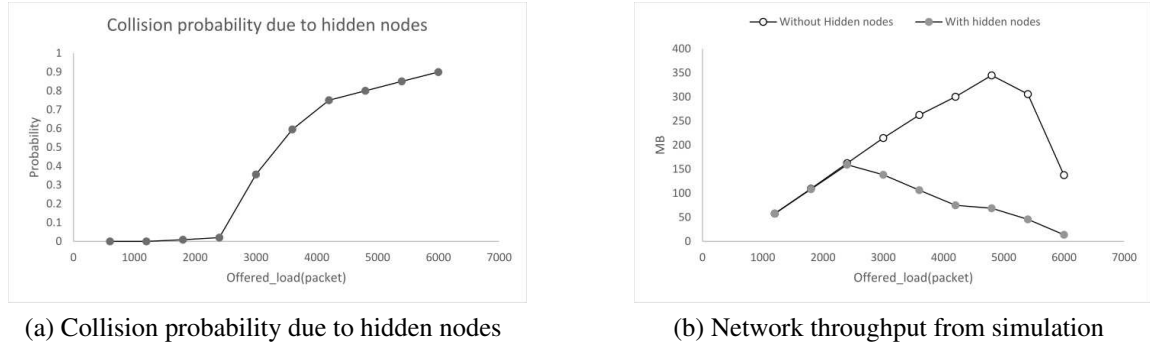 Collision probability due to hidden nodes
Probability
1
0.9
0.8
0.7
0.6
0.5
0.4
0.3
0.2
0.1
0
0 1000 2000 3000 4000 5000 6000 7000
Offered_load(packet)
(a) Collision probability due to hidden nodes
Without Hidden nodes With hidden nodes
MB
400
350
300
250
200
150
100
50
0
0 1000 2000 3000 4000 5000 6000 7000
Offered_load(packet)
(b) Network throughput from simulation